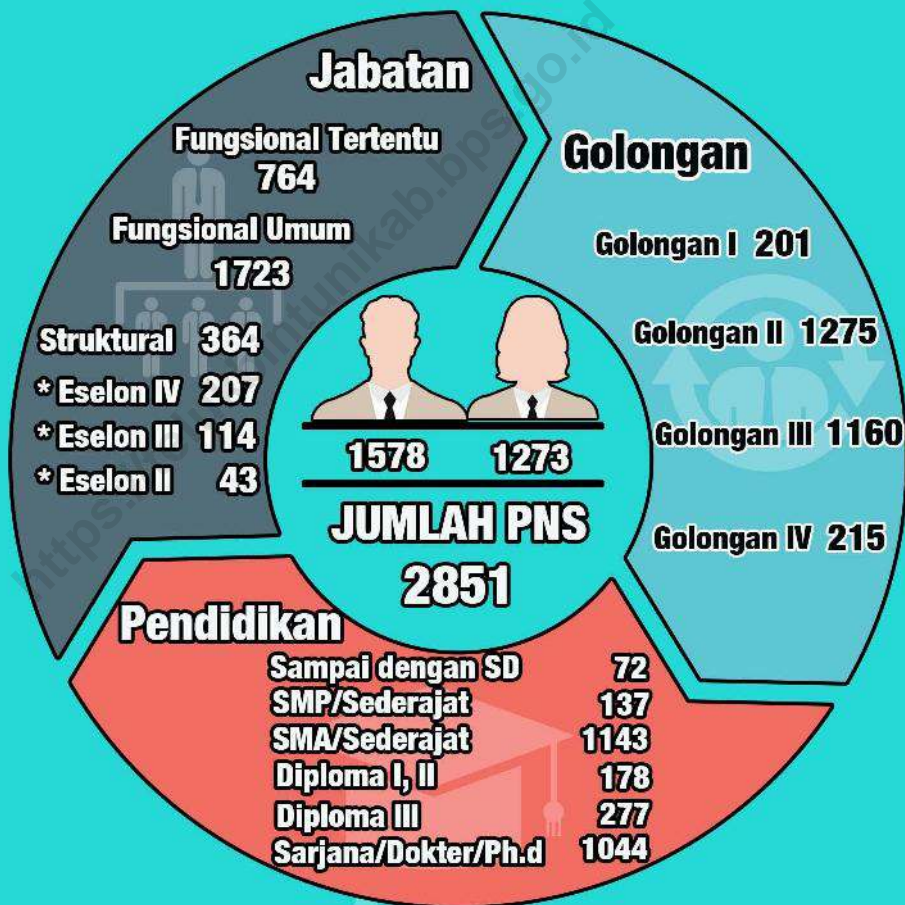 Jabatan
Fungsional Tertentu
764
Fungsional Umum
1723
Struktural 364
* Eselon IV 207
* Eselon III 114
* Eselon II 43
Golongan
Golongan I 201
Golongan II 1275
Golongan III 1160
Golongan IV 215
1578 1273
JUMLAH PNS
2851
Pendidikan
Sampai dengan SD 72
SMP/Sederajat 137
SMA/Sederajat 1143
Diploma I, II 178
Diploma III 277
Sarjana/Dokter/Ph.d 1044